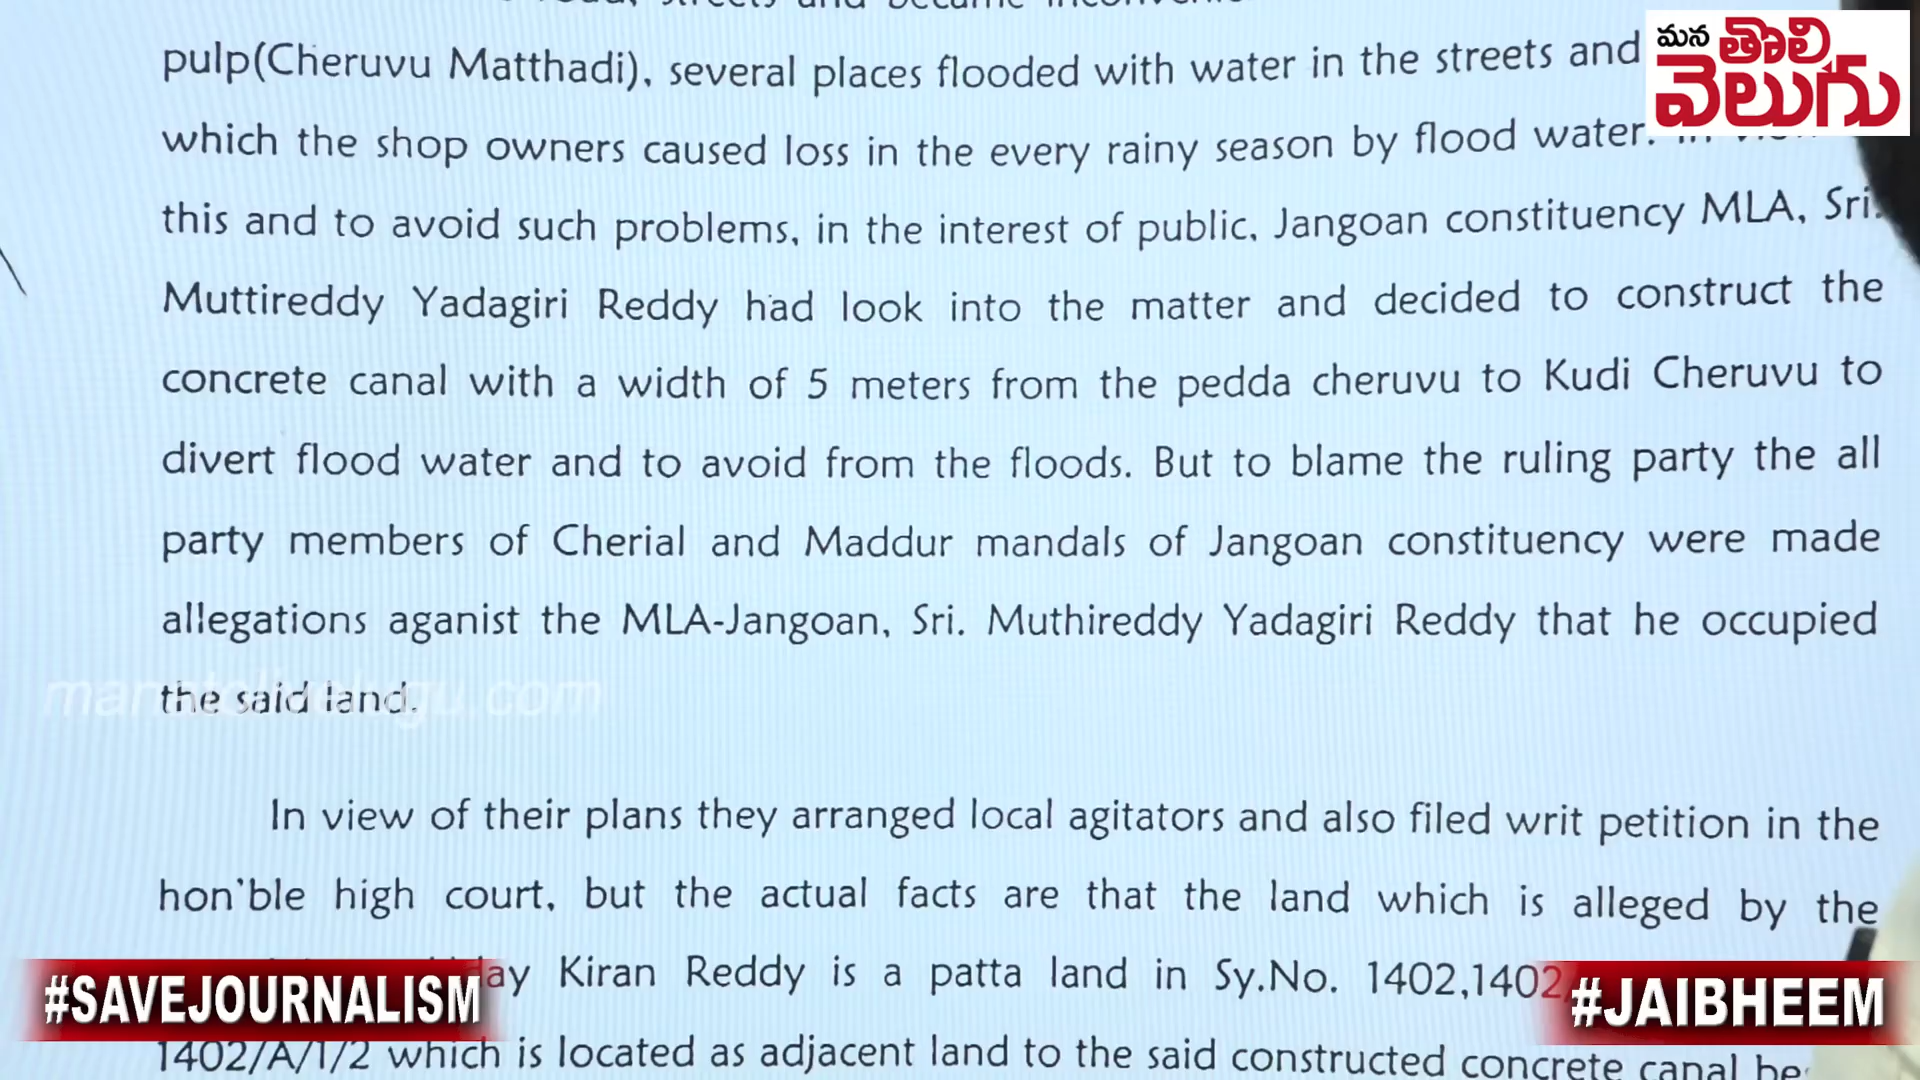 pulp(Cheruvu Matthadi), several places flooded with water in the streets and
which the shop owners caused loss in the every rainy season by flood water.
this and to avoid such problems, in the interest of public, Jangoan constituency MLA, Sri.
Muttireddy Yadagiri Reddy had look into the matter and decided to construct the
concrete canal with a width of 5 meters from the pedda cheruvu to Kudi Cheruvu to
divert flood water and to avoid from the floods. But to blame the ruling party the all
party members of Cherial and Maddur mandals of Jangoan constituency were made
allegations aganist the MLA-Jangoan, Sri. Muthireddy Yadagiri Reddy that he occupied
the said land.
manatolivelugu.com
In view of their plans they arranged local agitators and also filed writ petition in the
hon'ble high court, but the actual facts are that the land which is alleged by the
Kiran Reddy is a patta land in Sy.No. 1402,1402
1402/A/1/2 which is located as adjacent land to the said constructed concrete canal
మన
తొలి
వెలుగు
#SAVEJOURNALISM
#JAIBHEEM